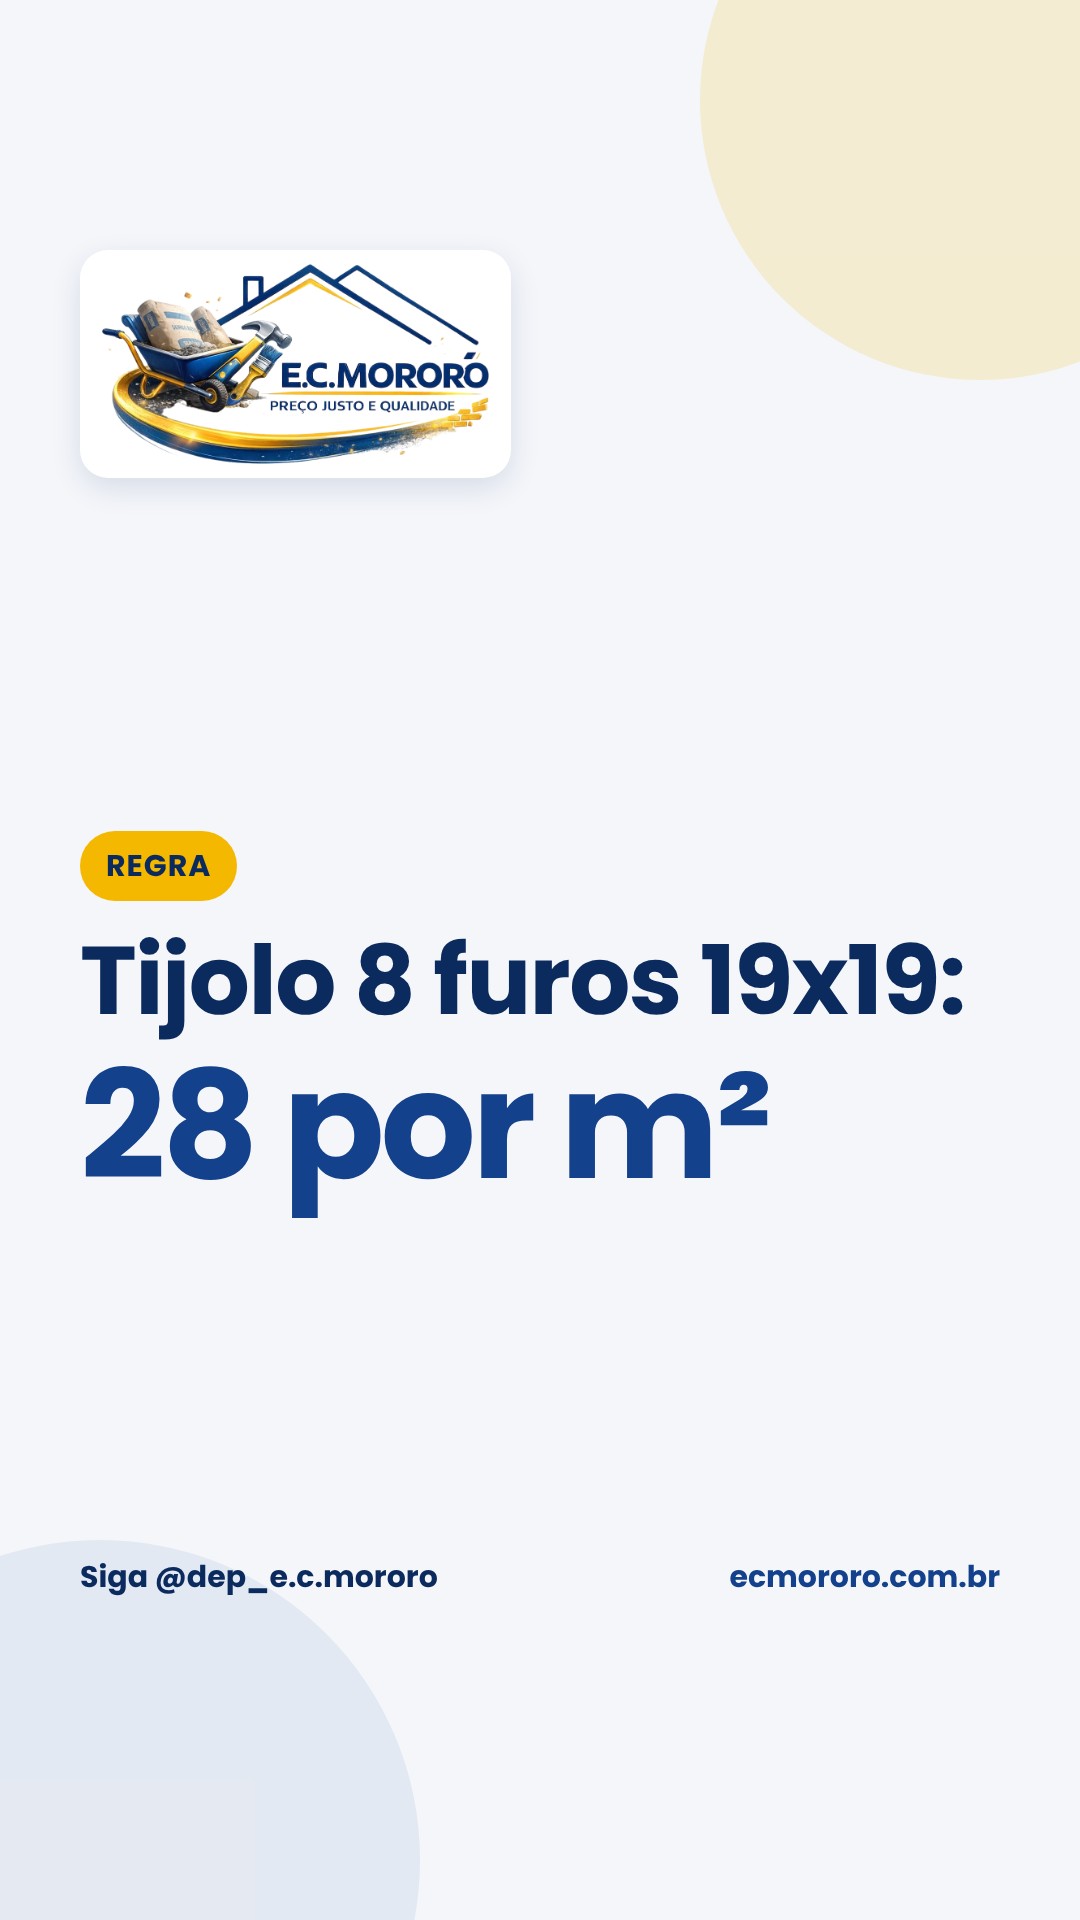 E.C.MORORÓ
PREÇO JUSTO E QUALIDADE
REGRA
Tijolo 8 furos 19x19:
28 por m²
Siga @dep_e.c.mororo
ecmororo.com.br